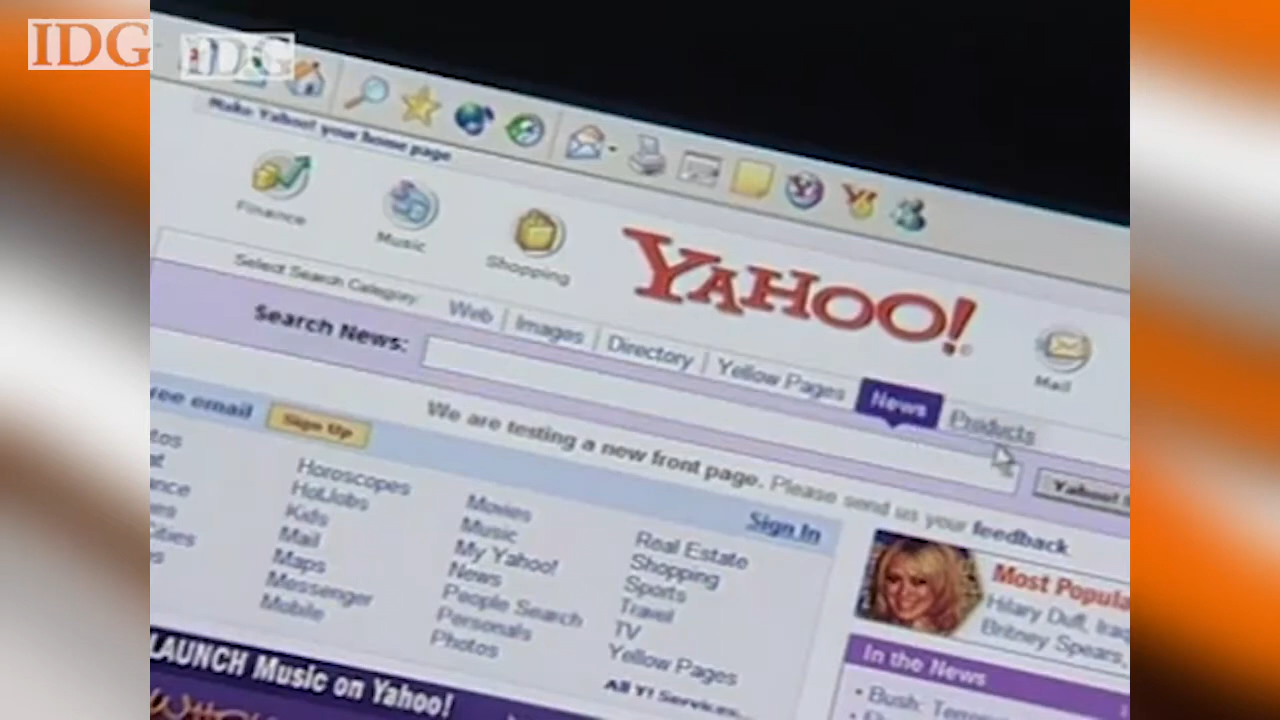 IDG
IDG
Make Yahoo! your home page
Finance
Music
Shopping
YAHOO!
Mail
Select Search Category:
Web | Images | Directory | Yellow Pages
News
Products
Search News:
Yahoo!
free email
Sign Up
We are testing a new front page. Please send us your feedback
Sign In
Horoscopes
HotJobs
Kids
Mail
Maps
Messenger
Mobile
Movies
Music
My Yahoo!
News
People Search
Personals
Photos
Real Estate
Shopping
Sports
Travel
TV
Yellow Pages
All Y! Services...
Most Popula
Hilary Duff, Iraq
Britney Spears,
In the News
• Bush:
LAUNCH Music on Yahoo!